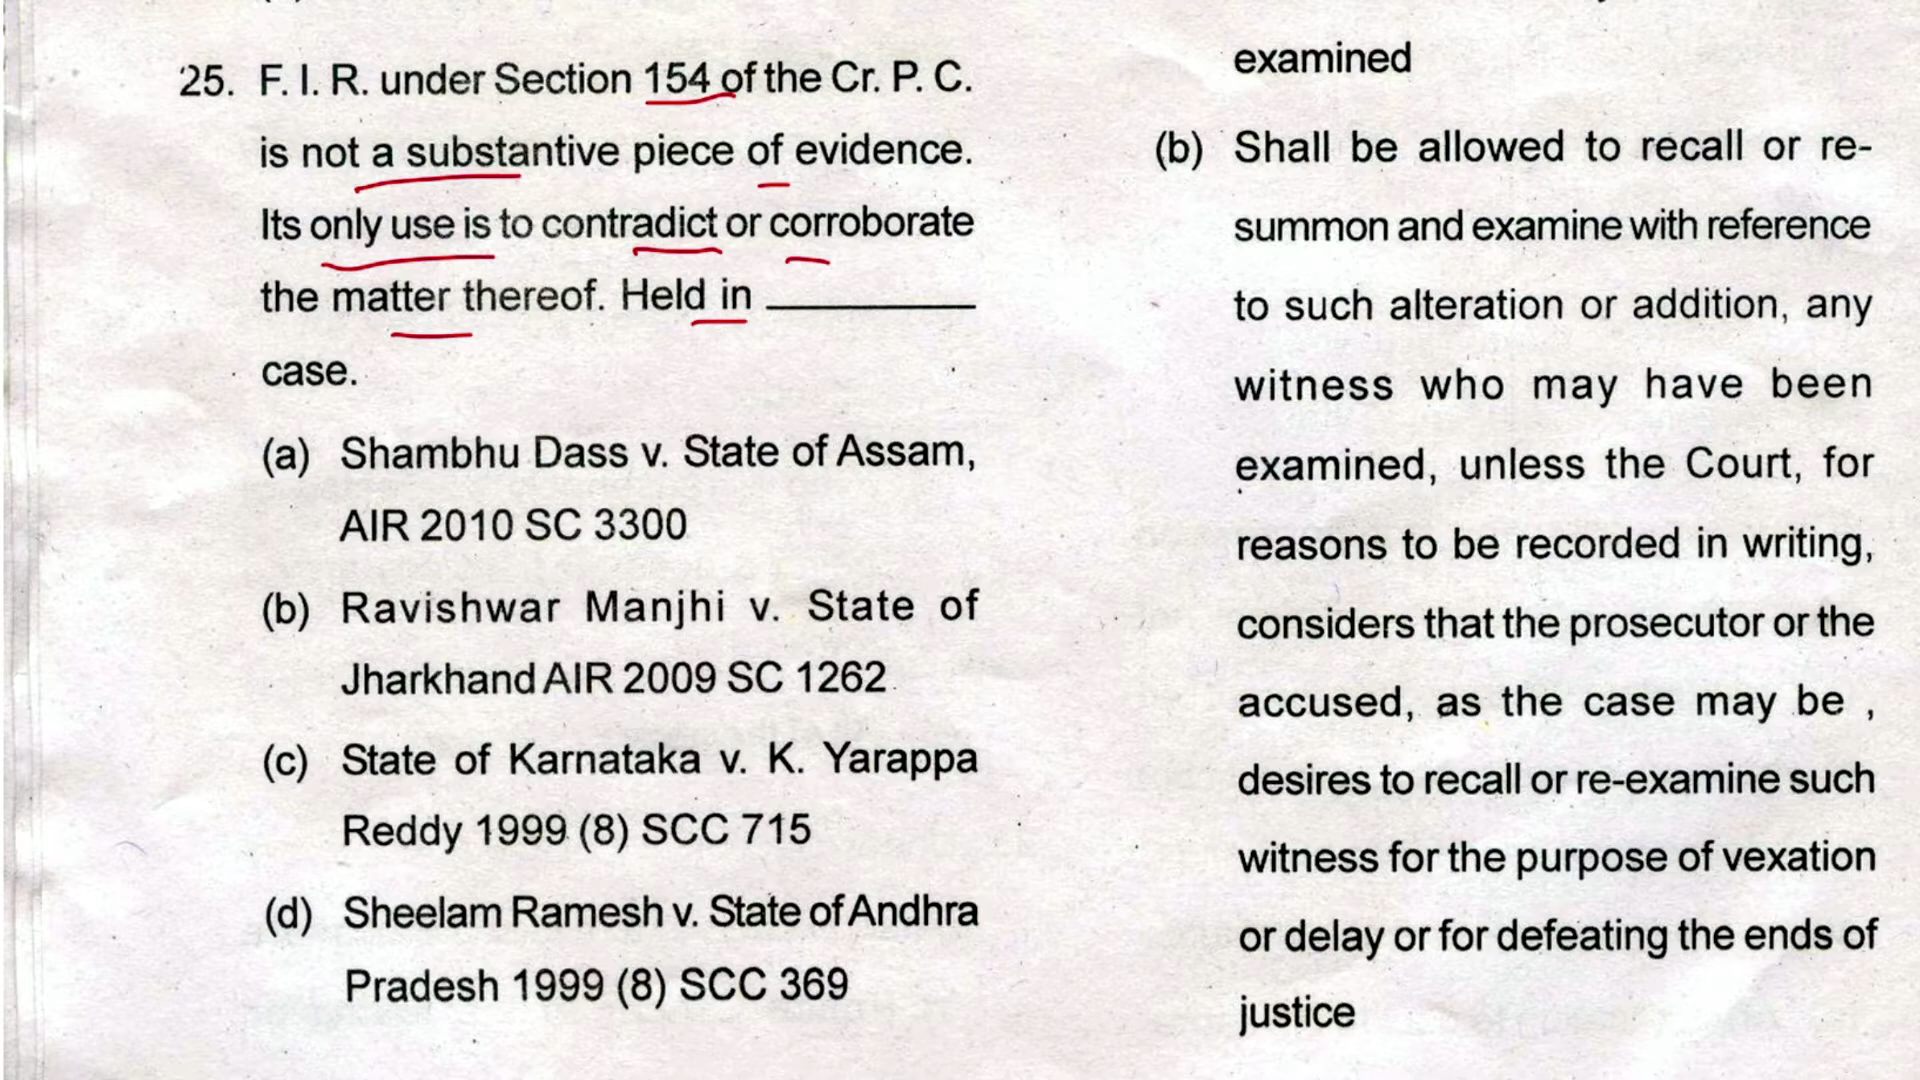 25. F. I. R. under Section 154 of the Cr. P. C.
is not a substantive piece of evidence.
Its only use is to contradict or corroborate
the matter thereof. Held in __________
case.
(a) Shambhu Dass v. State of Assam,
AIR 2010 SC 3300
(b) Ravishwar Manjhi v. State of
Jharkhand AIR 2009 SC 1262
(c) State of Karnataka v. K. Yarappa
Reddy 1999 (8) SCC 715
(d) Sheelam Ramesh v. State of Andhra
Pradesh 1999 (8) SCC 369
examined
(b) Shall be allowed to recall or re-
summon and examine with reference
to such alteration or addition, any
witness who may have been
examined, unless the Court, for
reasons to be recorded in writing,
considers that the prosecutor or the
accused, as the case may be ,
desires to recall or re-examine such
witness for the purpose of vexation
or delay or for defeating the ends of
justice